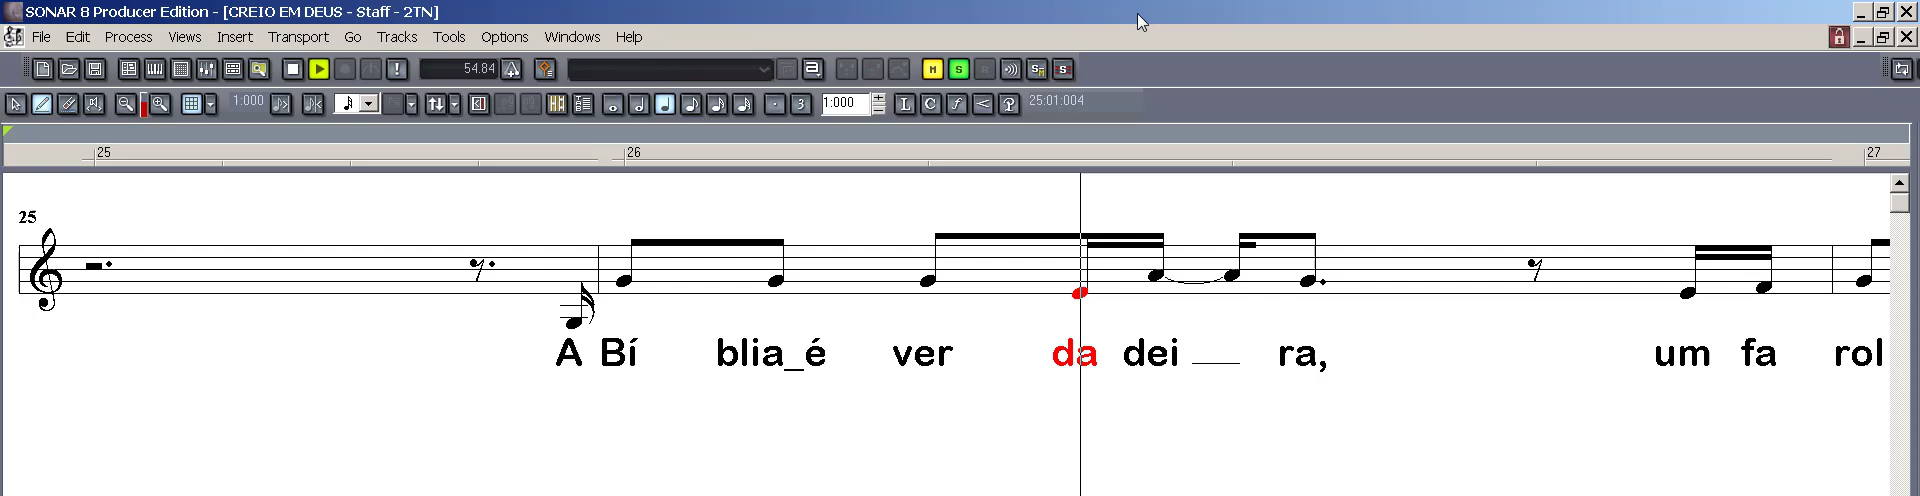 SONAR 8 Producer Edition - [CREIO EM DEUS - Staff - 2TN]
File Edit Process Views Insert Transport Go Tracks Tools Options Windows Help
54.84 M S R S S
1:000 3 1:000 L C f < P 25:01:004
25 26 27
25
A Bí blia_é ver da dei ___ ra, um fa rol